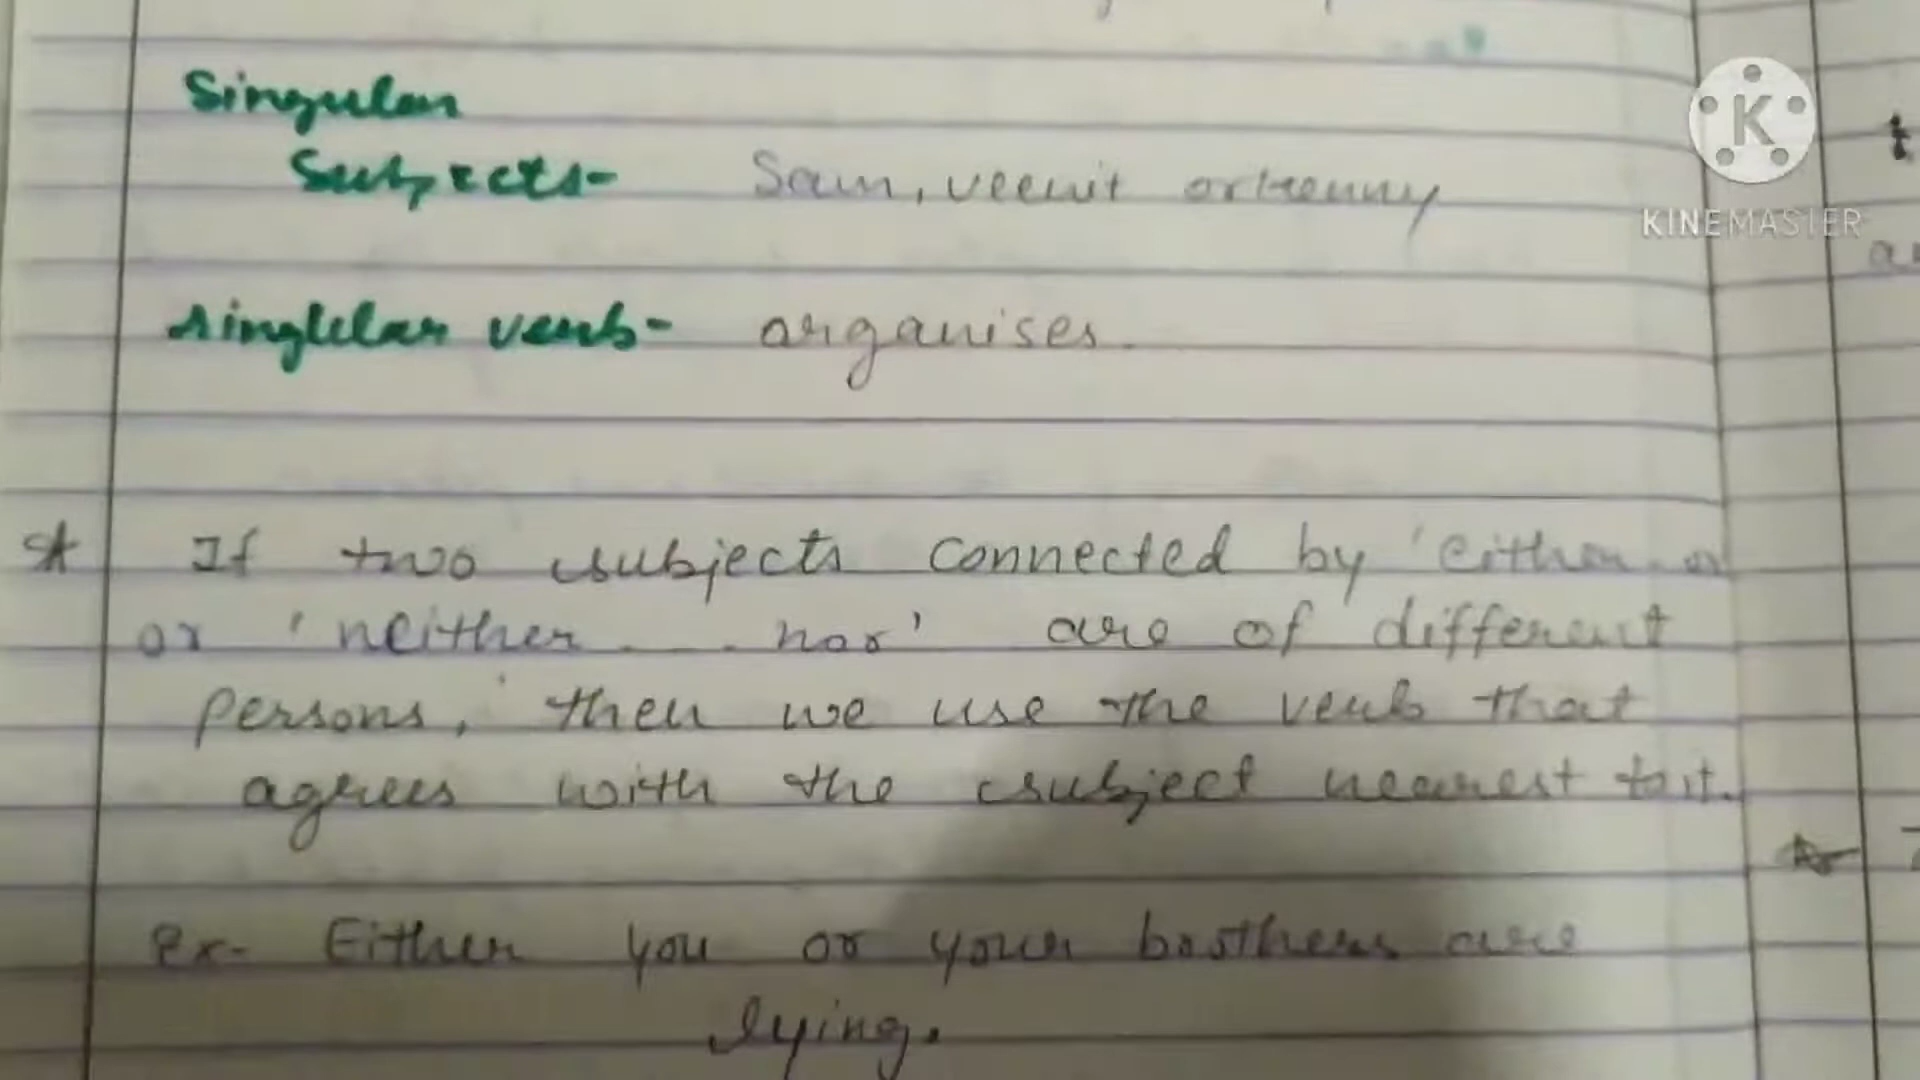 Singular
Subjects- Sam, veenit or
singular verb- organises.
KINEMASTER
* If two subjects connected by 'either or
or 'neither .... nor' are of different
persons, then we use the verb that
agrees with the subject nearest to it.
ex- Either you or your brothers are
lying.